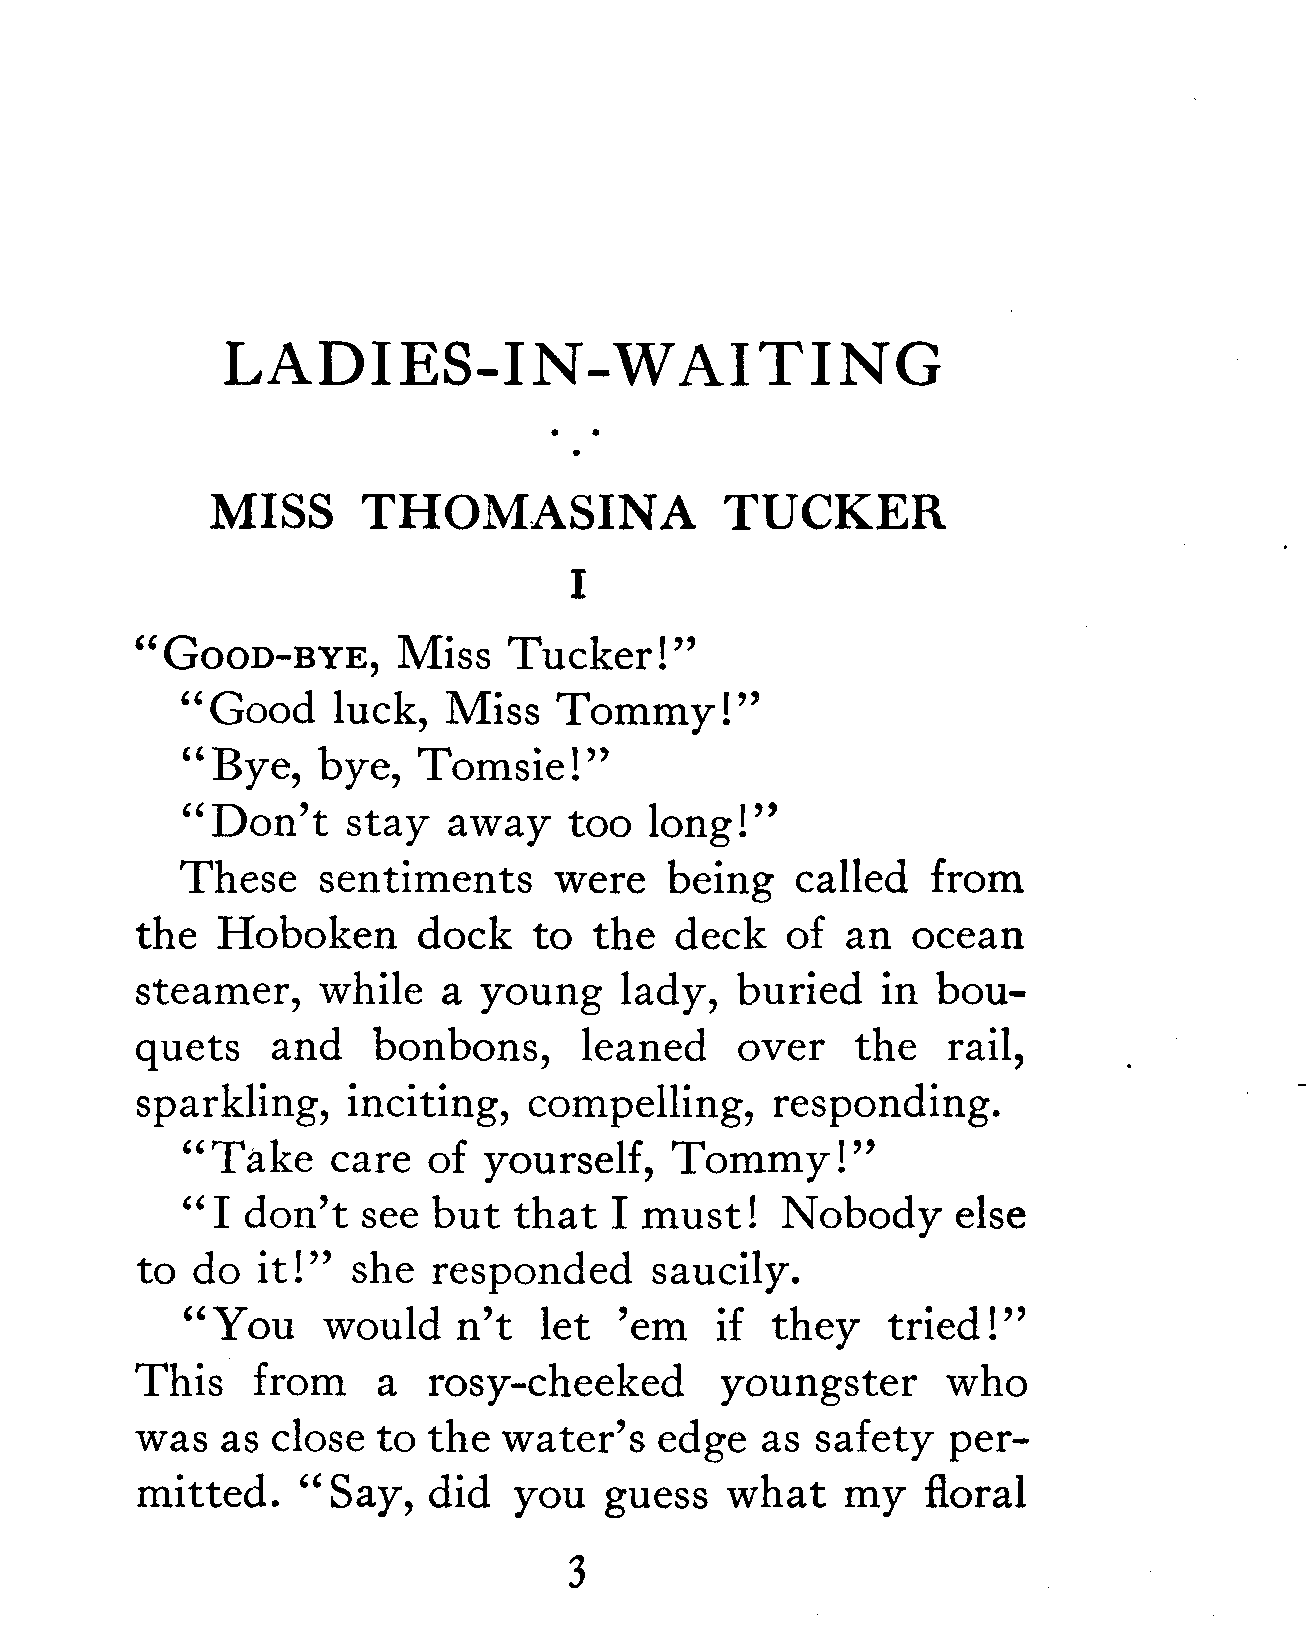 LADIES-IN-WAITING
MISS THOMASINA TUCKER
I
“GOOD-BYE, Miss Tucker!”
“Good luck, Miss Tommy!”
“Bye, bye, Tomsie!”
“Don’t stay away too long!”
These sentiments were being called from
the Hoboken dock to the deck of an ocean
steamer, while a young lady, buried in bou-
quets and bonbons, leaned over the rail,
sparkling, inciting, compelling, responding.
“Take care of yourself, Tommy!”
“I don’t see but that I must! Nobody else
to do it!” she responded saucily.
“You would n’t let ’em if they tried!”
This from a rosy-cheeked youngster who
was as close to the water’s edge as safety per-
mitted. “Say, did you guess what my floral
3